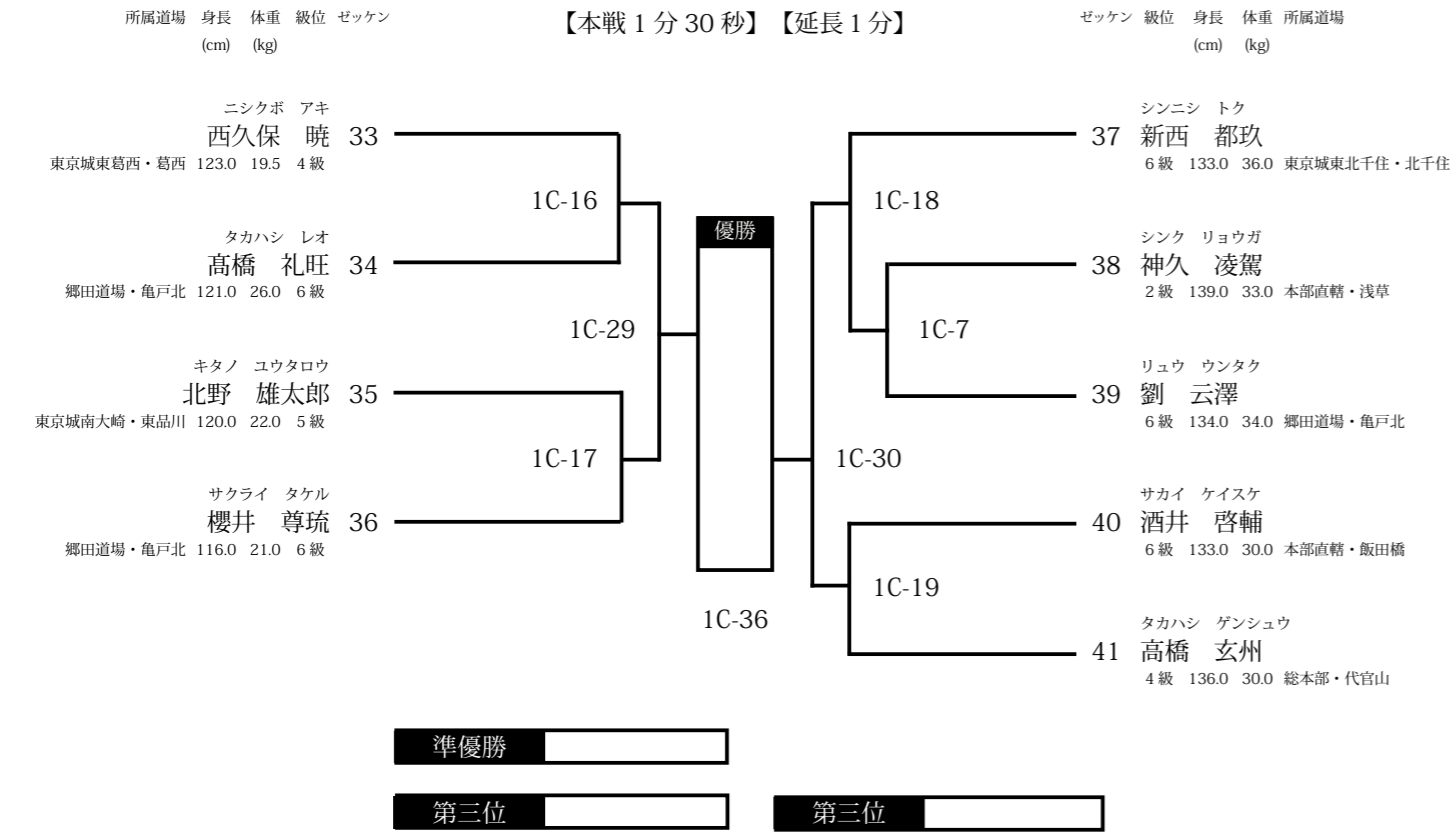 所属道場 身長 体重 級位 ゼッケン
(cm) (kg)
【本戦 1 分 30 秒】【延長 1 分】
ゼッケン 級位 身長 体重 所属道場
(cm) (kg)
ニシクボ アキ
西久保 暁 33
東京城東葛西・葛西 123.0 19.5 4 級
1C-16
タカハシ レオ
髙橋 礼旺 34
郷田道場・亀戸北 121.0 26.0 6 級
1C-29
キタノ ユウタロウ
北野 雄太郎 35
東京城南大崎・東品川 120.0 22.0 5 級
1C-17
サクライ タケル
櫻井 尊琉 36
郷田道場・亀戸北 116.0 21.0 6 級
優勝
1C-36
シンニシ トク
37 新西 都玖
6 級 133.0 36.0 東京城東北千住・北千住
1C-18
シンク リョウガ
38 神久 凌駕
2 級 139.0 33.0 本部直轄・浅草
1C-7
リュウ ウンタク
39 劉 云澤
6 級 134.0 34.0 郷田道場・亀戸北
1C-30
サカイ ケイスケ
40 酒井 啓輔
6 級 133.0 30.0 本部直轄・飯田橋
1C-19
タカハシ ゲンシュウ
41 高橋 玄州
4 級 136.0 30.0 総本部・代官山
準優勝
第三位 第三位